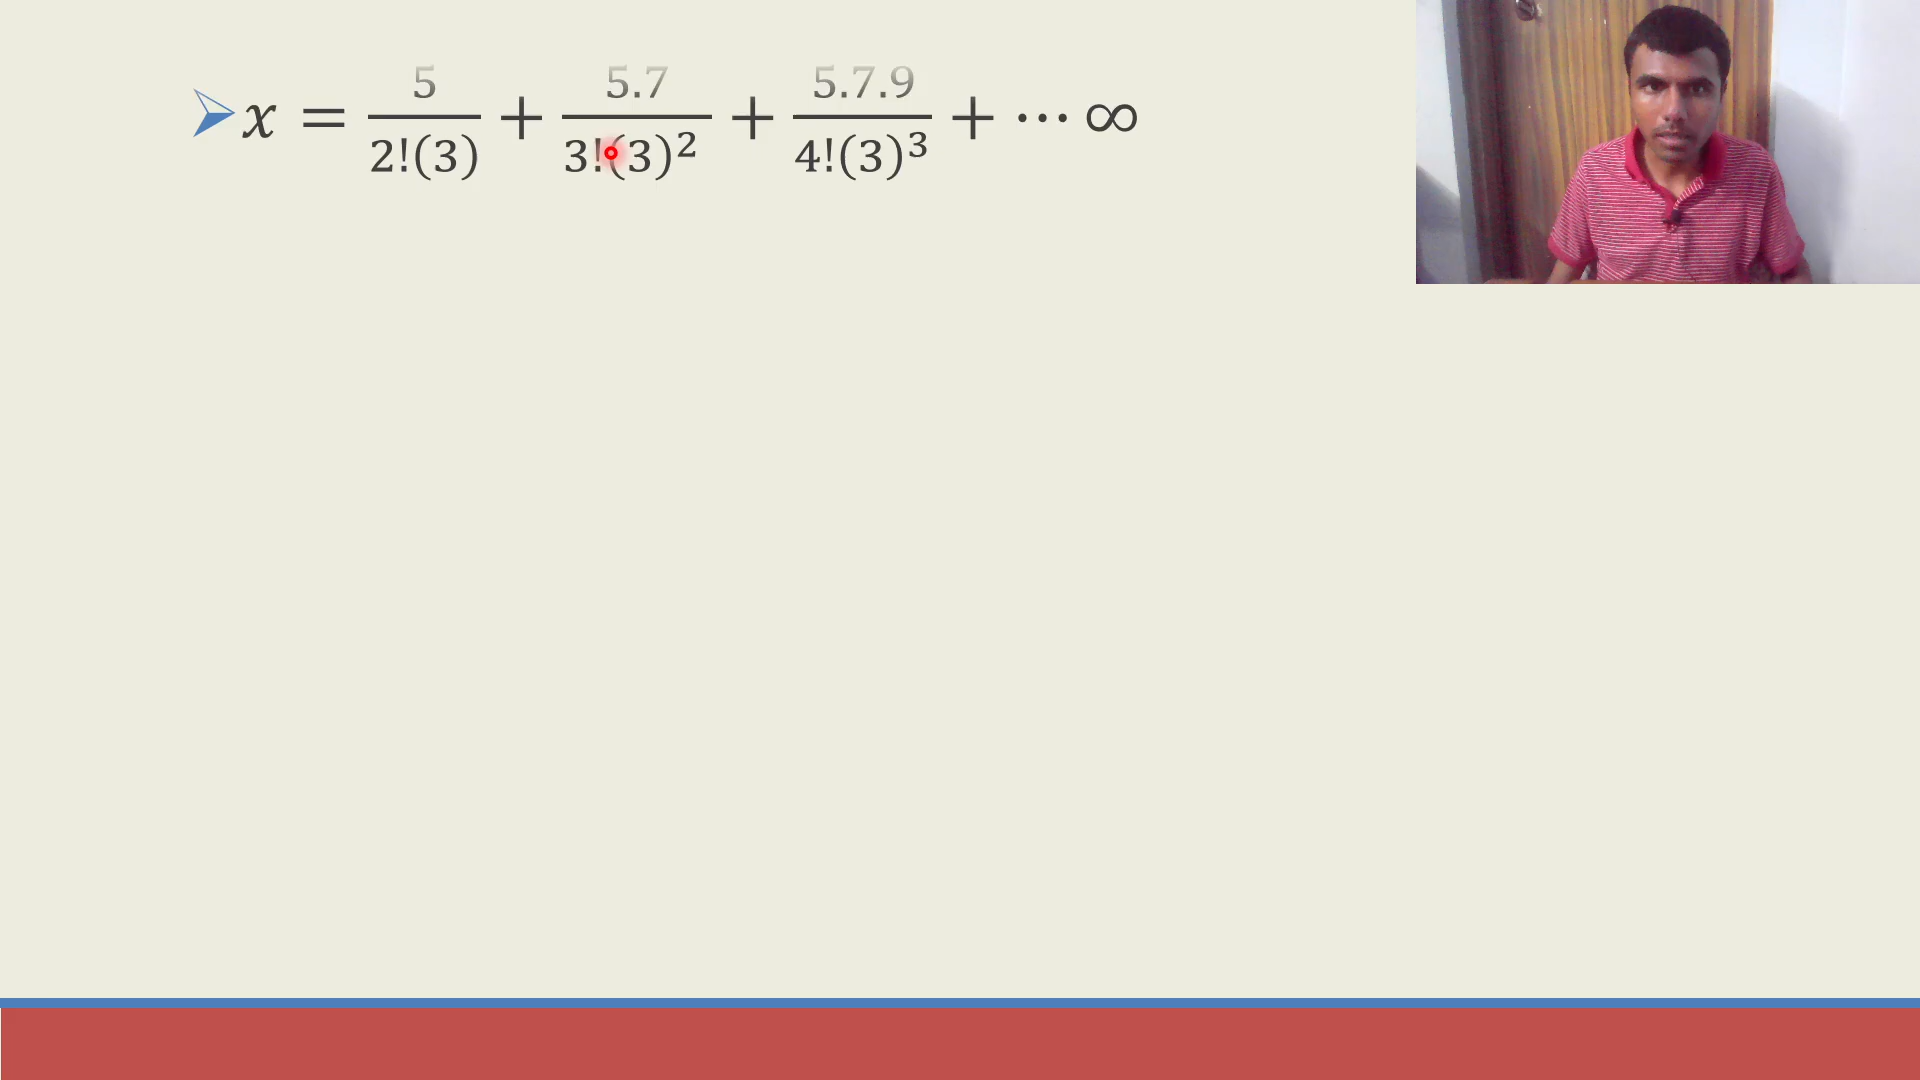 x = 5/2!(3) + 5.7/3!(3)² + 5.7.9/4!(3)³ + ⋯ ∞